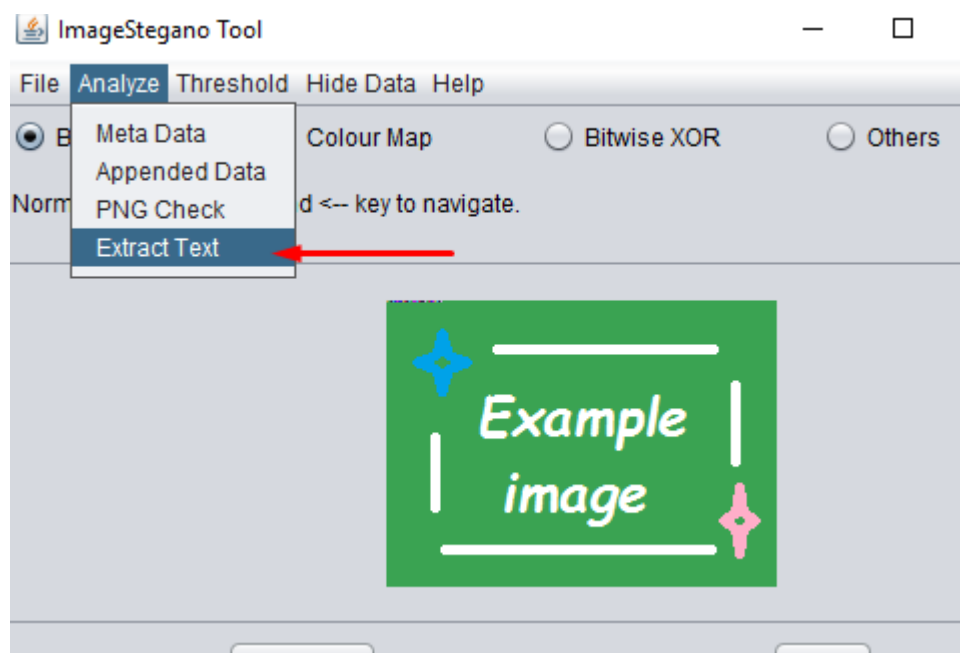 ImageStegano Tool
File Analyze Threshold Hide Data Help
B Colour Map Bitwise XOR Others
Meta Data
Appended Data
Norm d <-- key to navigate.
PNG Check
Extract Text
Example
image